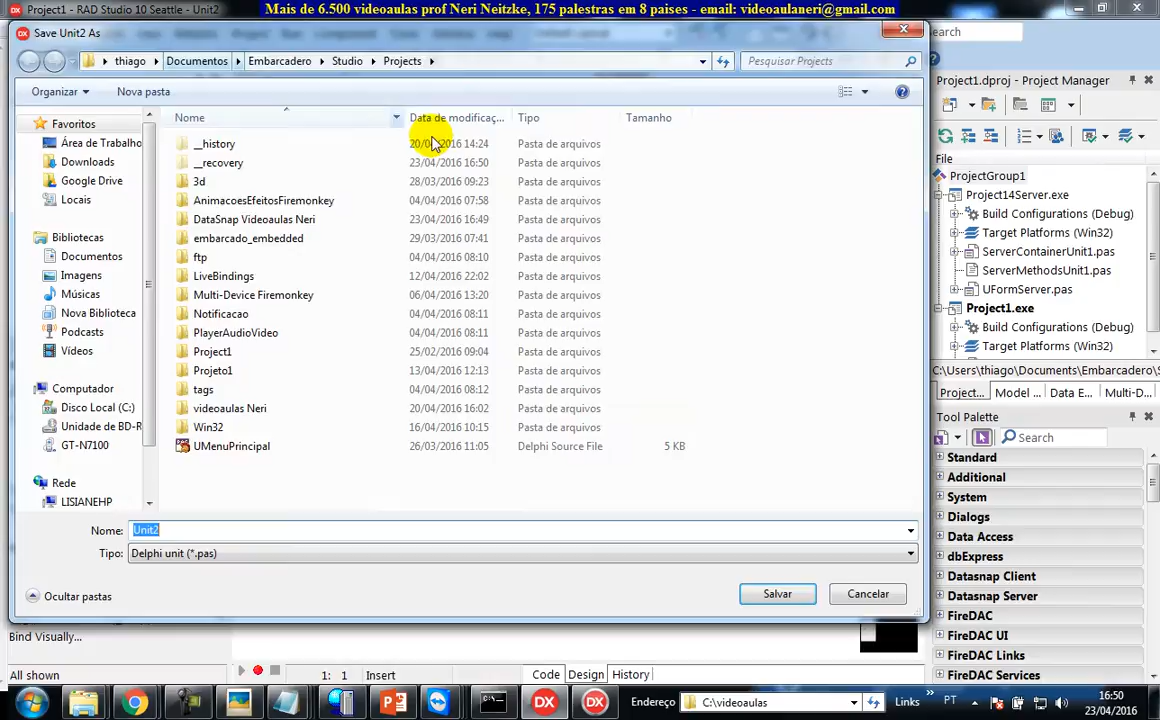 Project1 - RAD Studio 10 Seattle - Unit2
Mais de 6.500 videoaulas prof Neri Neitzke, 175 palestras em 8 paises - email: videoaulaneri@gmail.com
Save Unit2 As
thiago
Documentos
Embarcadero
Studio
Projects
Pesquisar Projects
earch
Organizar
Nova pasta
Favoritos
Área de Trabalho
Downloads
Google Drive
Locais
Bibliotecas
Documentos
Imagens
Músicas
Nova Biblioteca
Podcasts
Vídeos
Computador
Disco Local (C:)
Unidade de BD-R
GT-N7100
Rede
LISIANEHP
Nome Data de modificaç... Tipo Tamanho
__history 20/04/2016 14:24 Pasta de arquivos
__recovery 23/04/2016 16:50 Pasta de arquivos
3d 28/03/2016 09:23 Pasta de arquivos
AnimacoesEfeitosFiremonkey 04/04/2016 07:58 Pasta de arquivos
DataSnap Videoaulas Neri 23/04/2016 16:49 Pasta de arquivos
embarcado_embedded 29/03/2016 07:41 Pasta de arquivos
ftp 04/04/2016 08:10 Pasta de arquivos
LiveBindings 12/04/2016 22:02 Pasta de arquivos
Multi-Device Firemonkey 06/04/2016 13:20 Pasta de arquivos
Notificacao 04/04/2016 08:11 Pasta de arquivos
PlayerAudioVideo 04/04/2016 08:11 Pasta de arquivos
Project1 25/02/2016 09:04 Pasta de arquivos
Projeto1 13/04/2016 12:13 Pasta de arquivos
tags 04/04/2016 08:12 Pasta de arquivos
videoaulas Neri 20/04/2016 16:02 Pasta de arquivos
Win32 16/04/2016 10:15 Pasta de arquivos
UMenuPrincipal 26/03/2016 11:05 Delphi Source File 5 KB
Nome: Unit2
Tipo: Delphi unit (*.pas)
Ocultar pastas
Salvar
Cancelar
Project1.dproj - Project Manager
File
ProjectGroup1
Project14Server.exe
Build Configurations (Debug)
Target Platforms (Win32)
ServerContainerUnit1.pas
ServerMethodsUnit1.pas
UFormServer.pas
Project1.exe
Build Configurations (Debug)
Target Platforms (Win32)
C:\Users\thiago\Documents\Embarcadero\S
Project... Model ... Data E... Multi-D...
Tool Palette
Search
Standard
Additional
System
Dialogs
Data Access
dbExpress
Datasnap Client
Datasnap Server
FireDAC
FireDAC UI
FireDAC Links
FireDAC Services
Bind Visually...
All shown
1: 1
Insert
Code
Design
History
Endereço
C:\videoaulas
Links
PT
16:50
23/04/2016